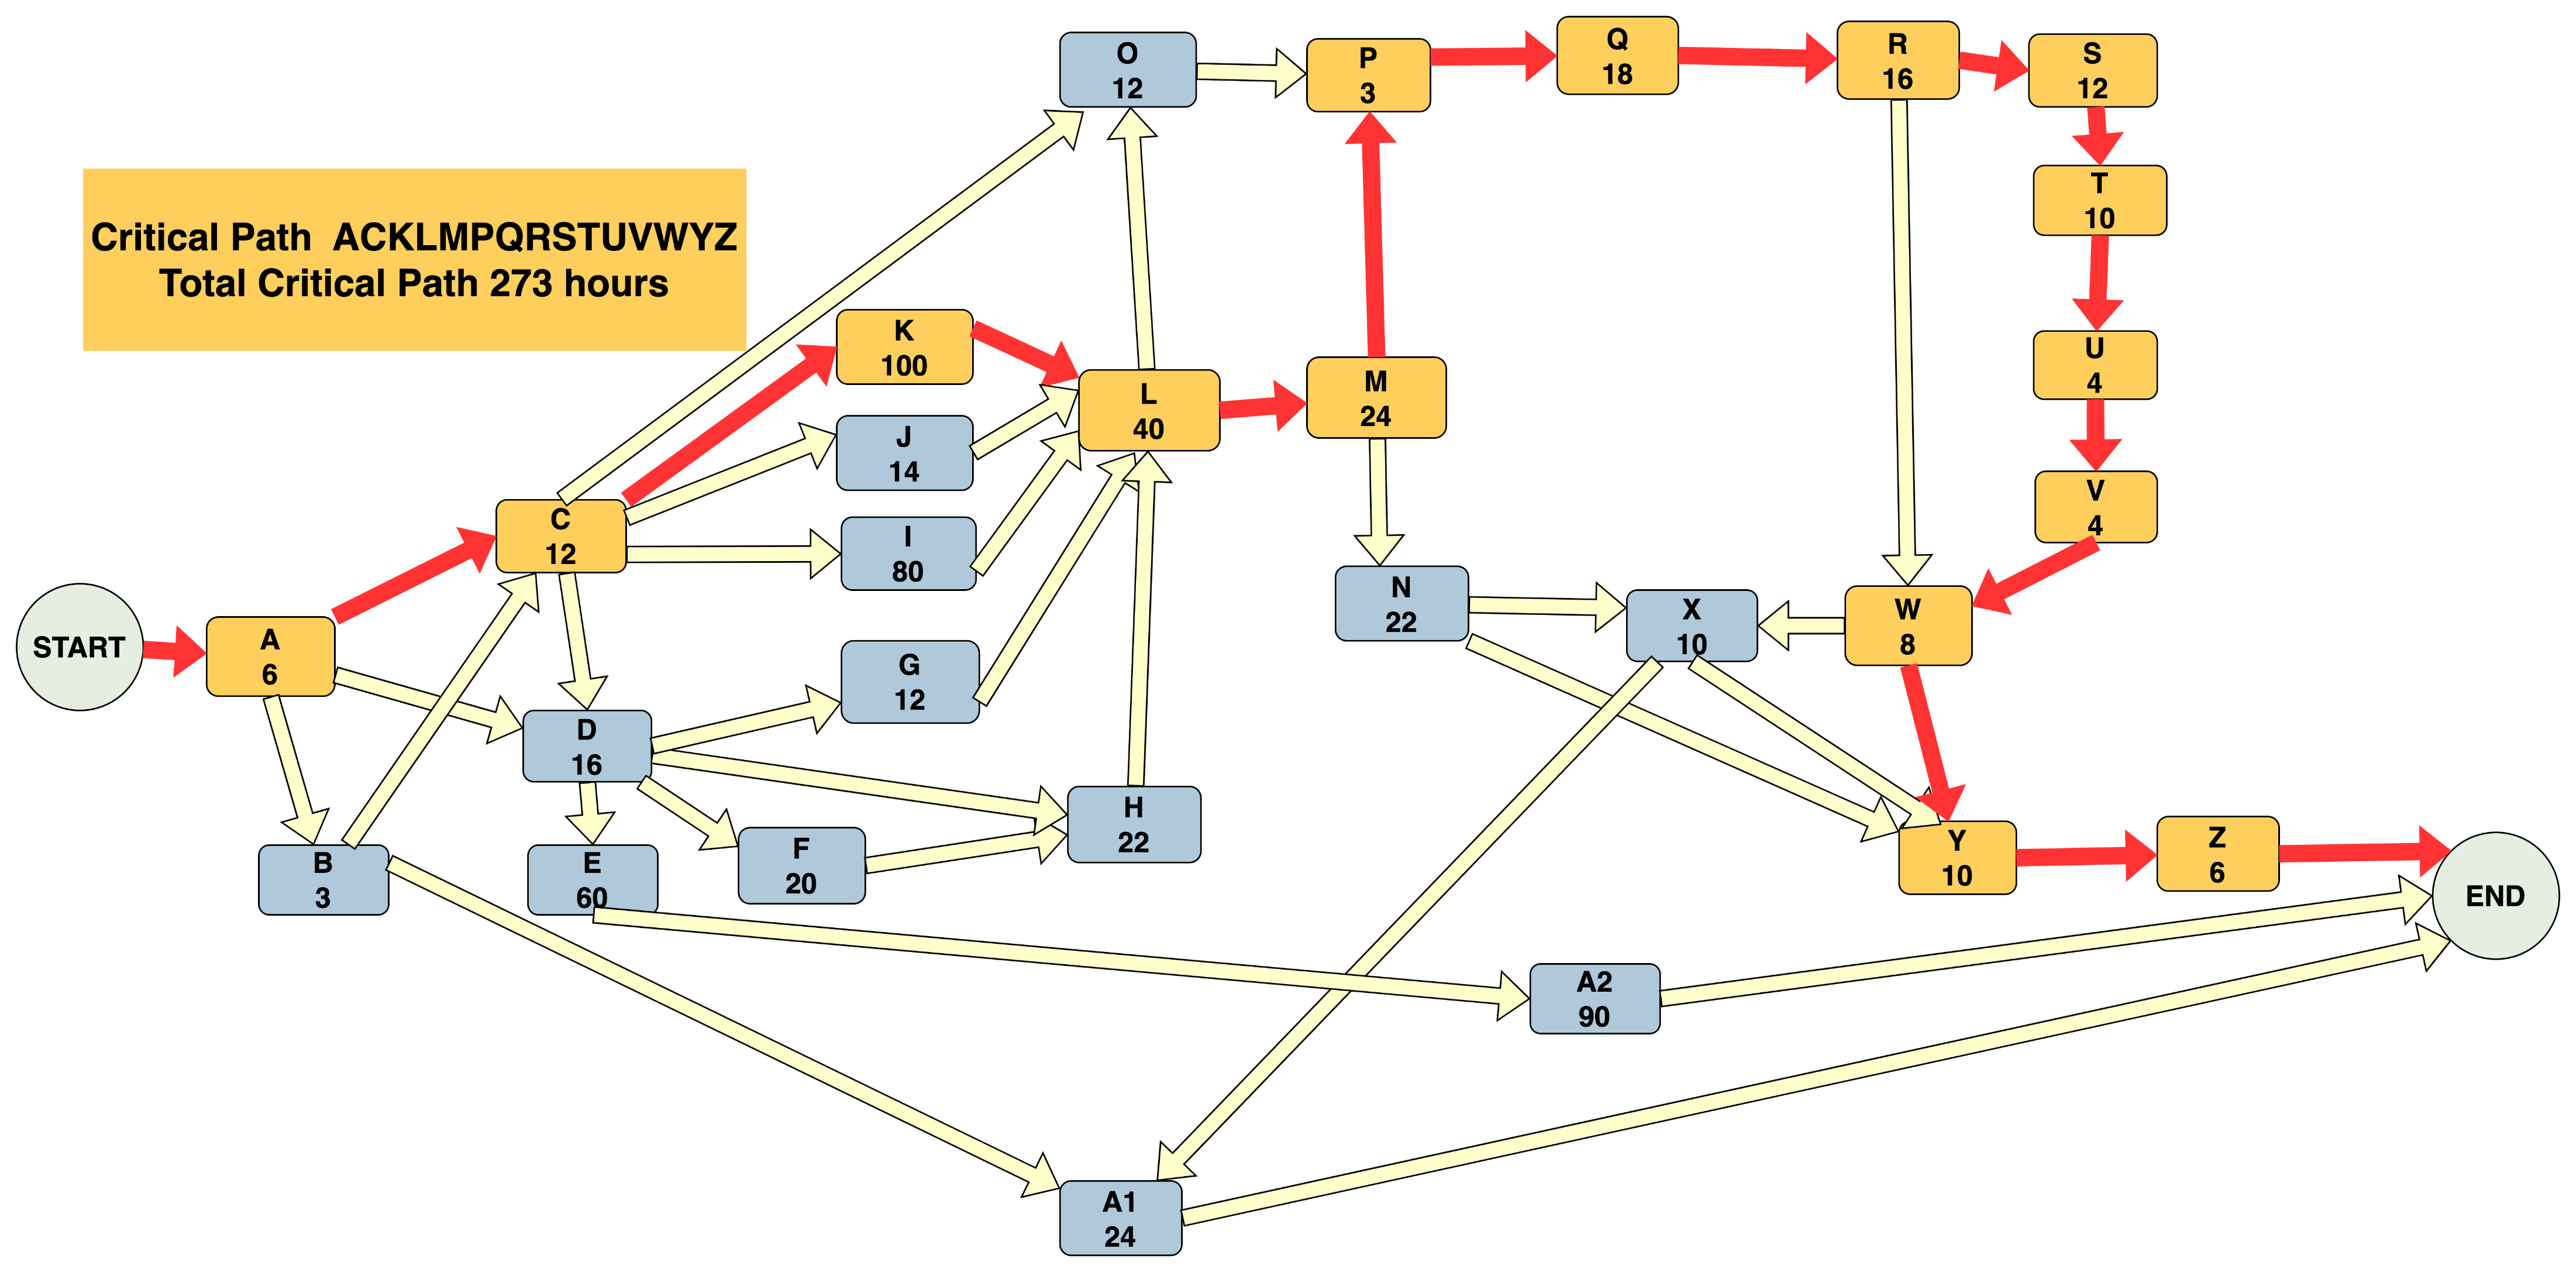 O
12
P
3
Q
18
R
16
S
12
T
10
Critical Path  ACKLMPQRSTUVWYZ
Total Critical Path 273 hours
K
100
L
40
M
24
U
4
J
14
C
12
I
80
V
4
START
A
6
G
12
N
22
X
10
W
8
D
16
B
3
E
60
F
20
H
22
Y
10
Z
6
END
A2
90
A1
24